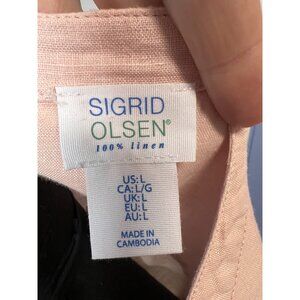 SIGRID
OLSEN®
100% linen
US: L
CA: L/G
UK: L
EU: L
AU: L
MADE IN
CAMBODIA